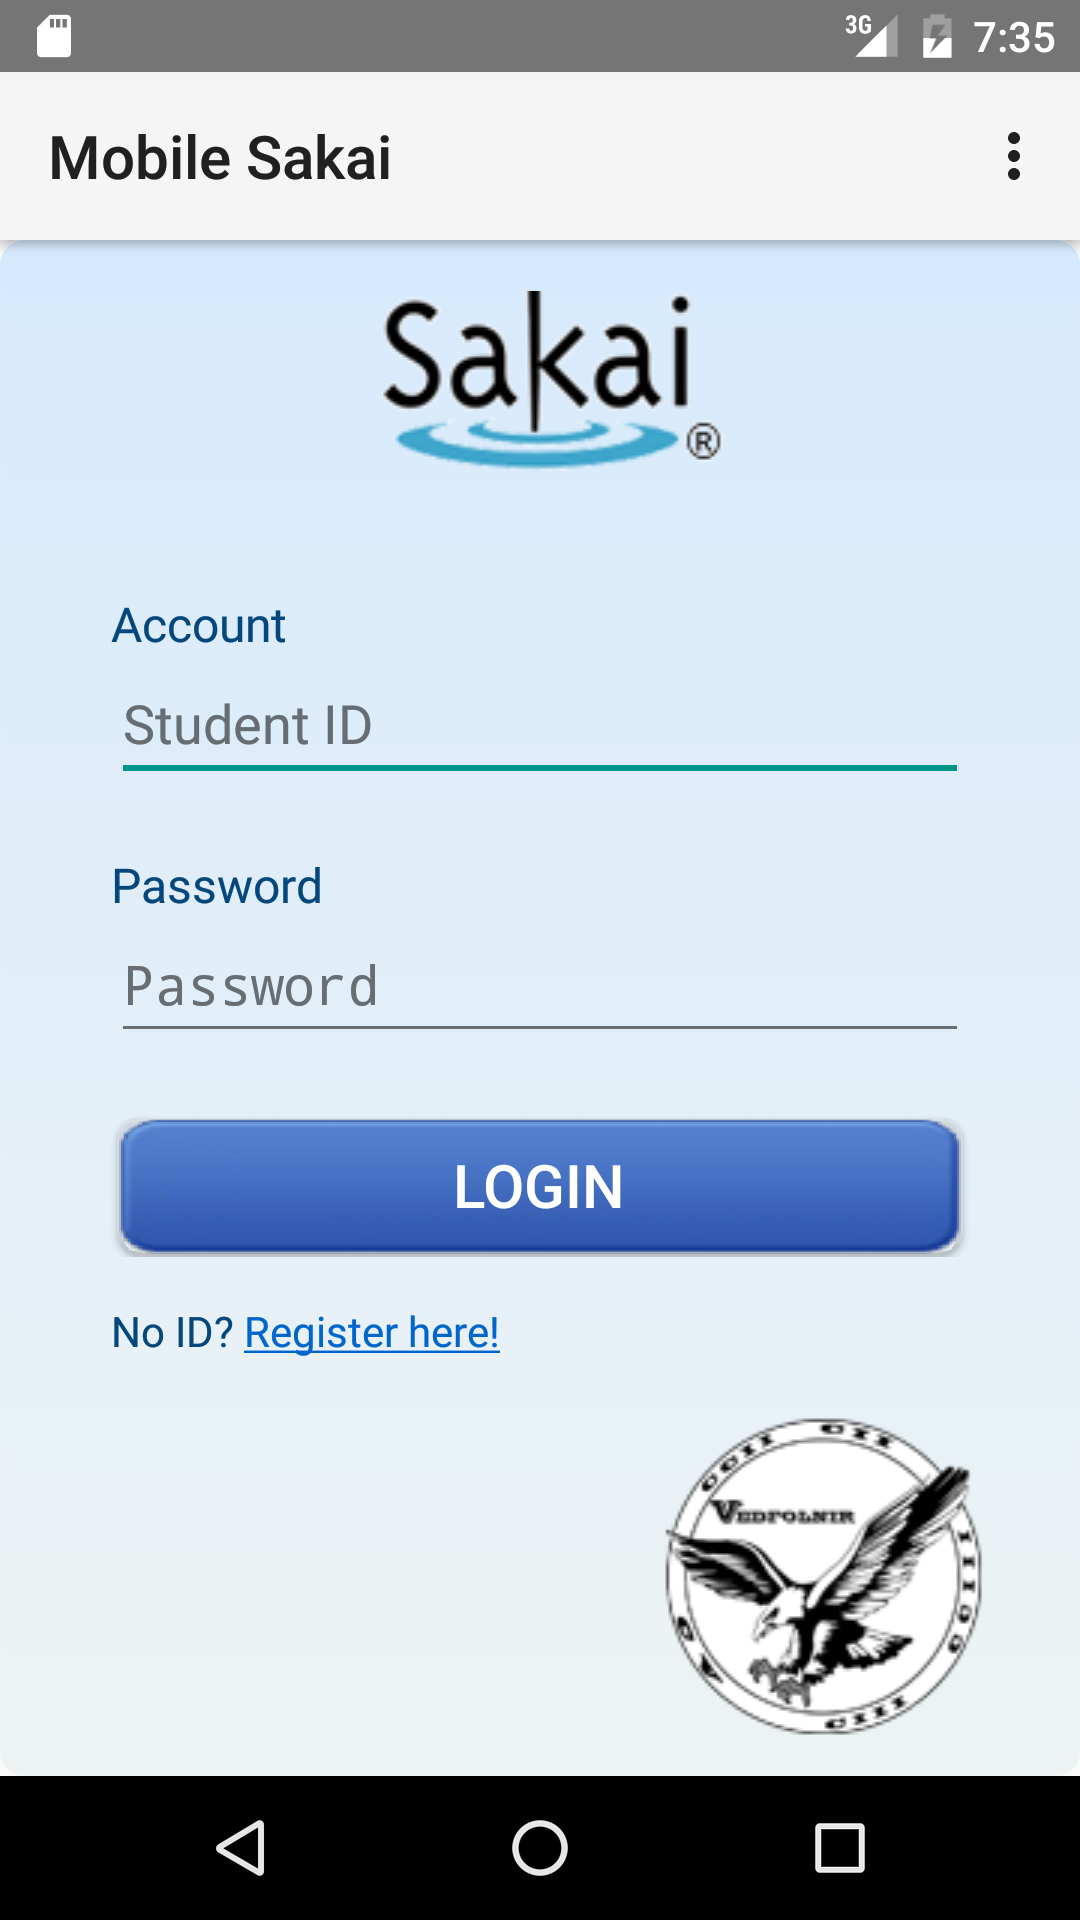 3G 7:35
Mobile Sakai
Sakai
®
Account
Student ID
Password
Password
LOGIN
No ID? Register here!
VEDFOLNIR